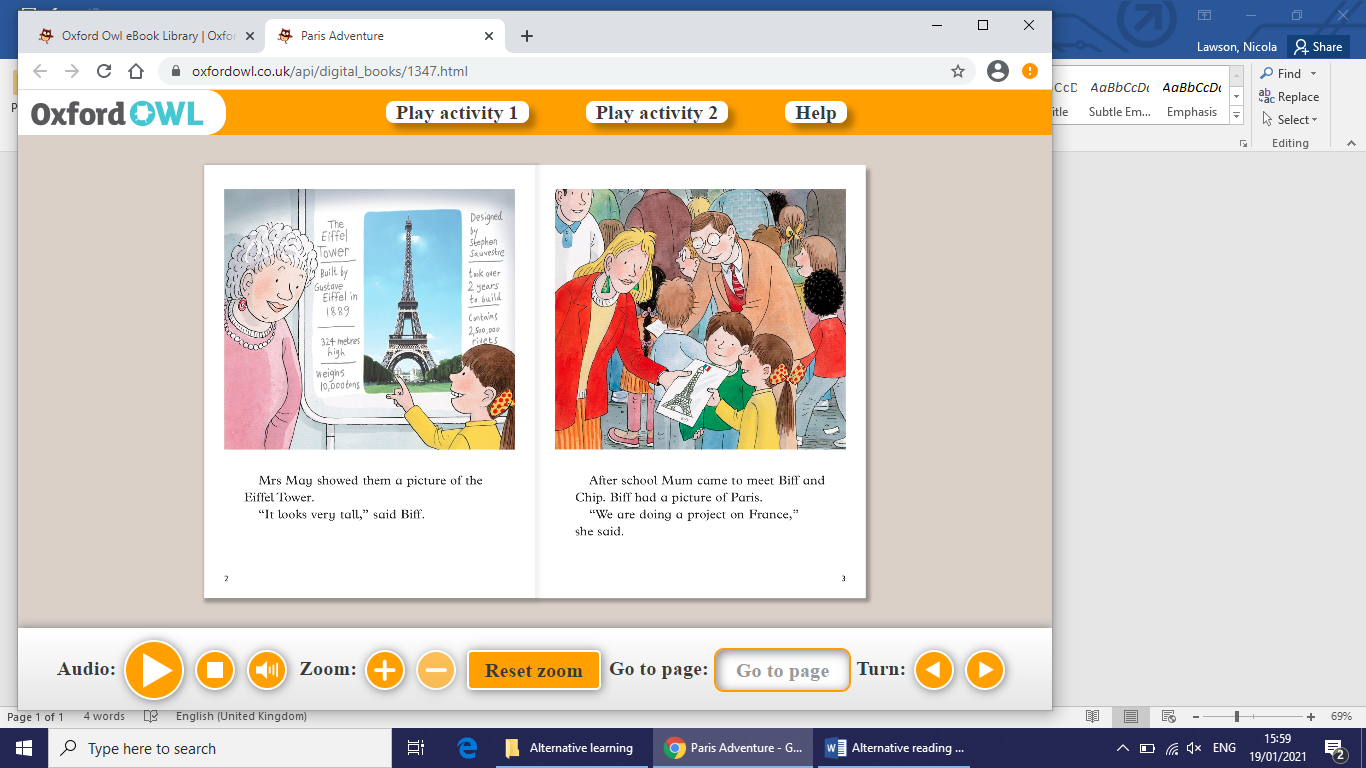 Oxford Owl eBook Library | Oxfo
Paris Adventure
Lawson, Nicola
Share
oxfordowl.co.uk/api/digital_books/1347.html
AaBbCcDc
AaBbCcDc
Subtle Em...
Emphasis
Find
Replace
Select
Editing
Oxford OWL
Play activity 1
Play activity 2
Help
The
Eiffel
Tower
Built by
Gustave
Eiffel in
1889
324 metres
high
weighs
10,000 tons
Designed
by
Stephen
Sauvestre
took over
2 years
to build
Contains
2,500,000
rivets
Mrs May showed them a picture of the
Eiffel Tower.
“It looks very tall,” said Biff.
2
After school Mum came to meet Biff and
Chip. Biff had a picture of Paris.
“We are doing a project on France,”
she said.
3
Audio:
Zoom:
Reset zoom
Go to page:
Go to page
Turn:
Page 1 of 1
4 words
English (United Kingdom)
69%
Type here to search
Alternative learning
Paris Adventure - G...
Alternative reading ...
ENG
15:59
19/01/2021
2